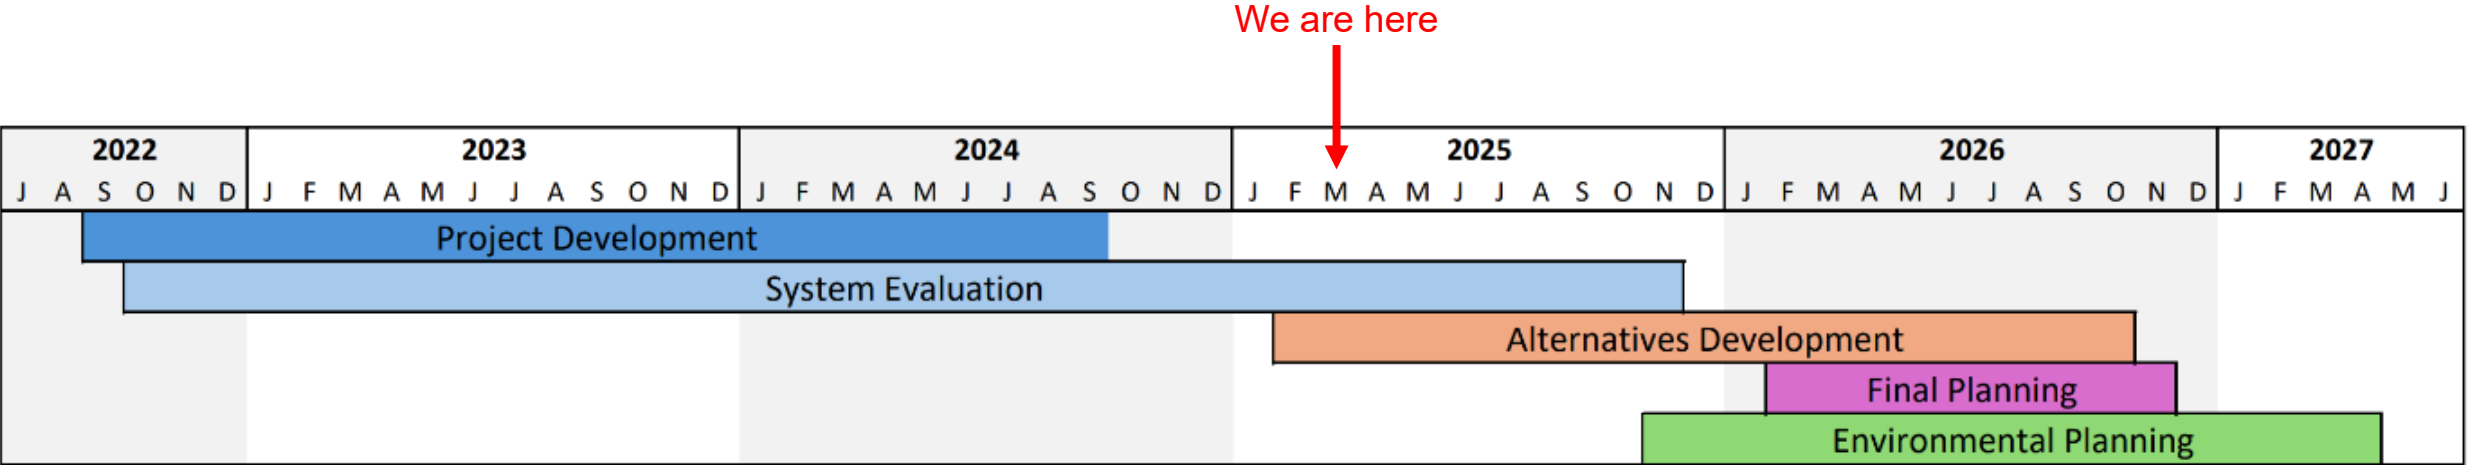 We are here
2022 2023 2024 2025 2026 2027
J A S O N D J F M A M J J A S O N D J F M A M J J A S O N D J F M A M J J A S O N D J F M A M J J A S O N D J F M A M J
Project Development
System Evaluation
Alternatives Development
Final Planning
Environmental Planning